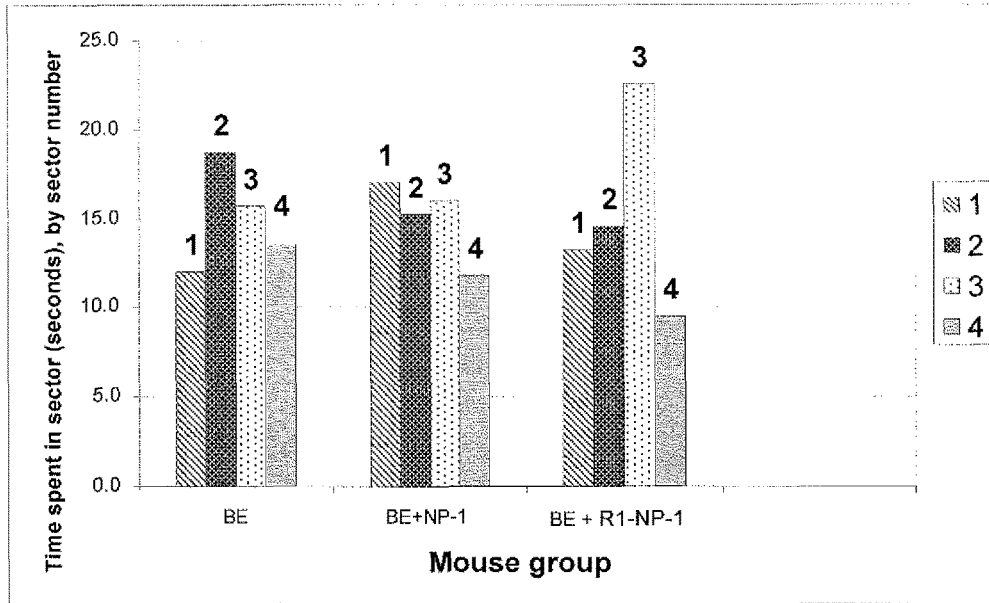 Time spent in sector (seconds), by sector number
25.0
20.0
15.0
10.0
5.0
0.0
1 2 3 4
1 2 3 4
1 2 3 4
BE BE+NP-1 BE + R1-NP-1
Mouse group
1
2
3
4